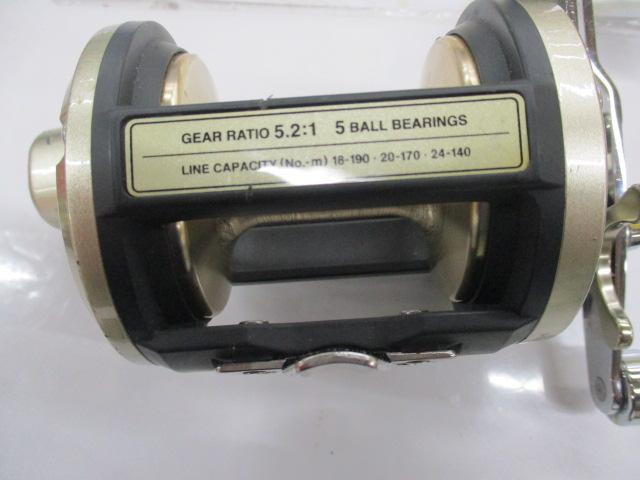 GEAR RATIO 5.2:1 5 BALL BEARINGS
LINE CAPACITY (No.-m) 18-190 · 20-170 · 24-140